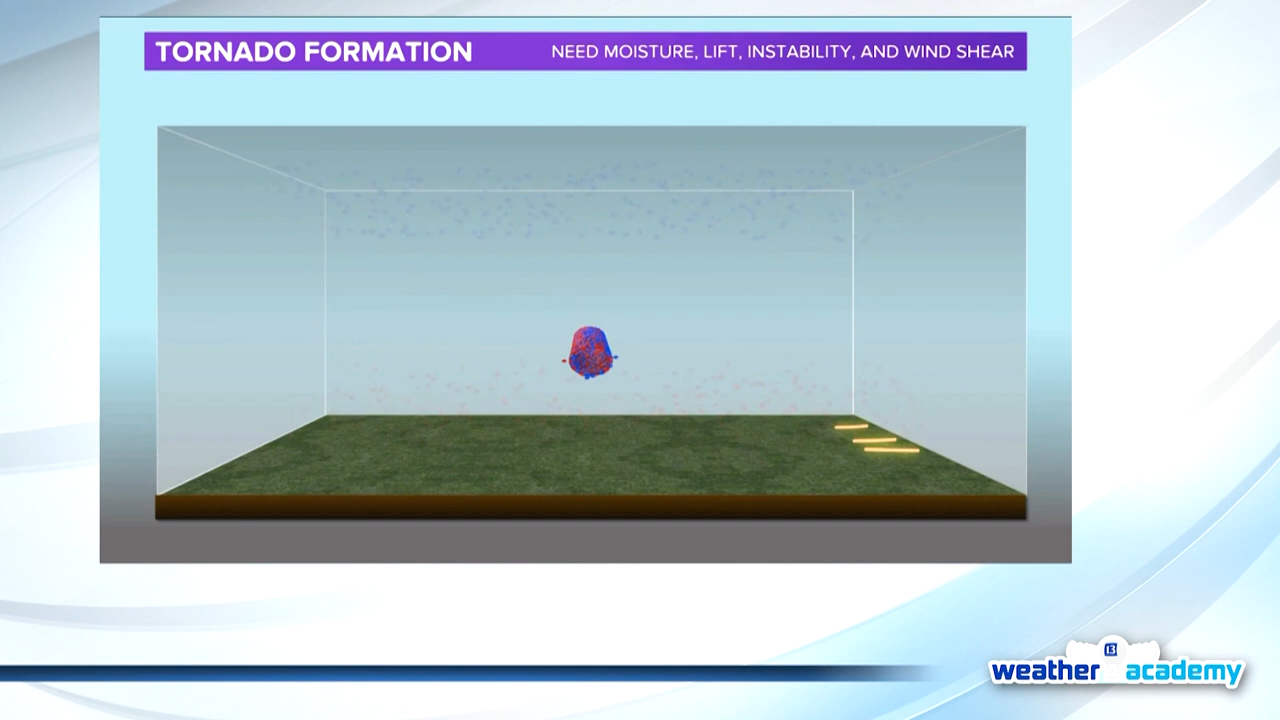 TORNADO FORMATION NEED MOISTURE, LIFT, INSTABILITY, AND WIND SHEAR
13
weather academy